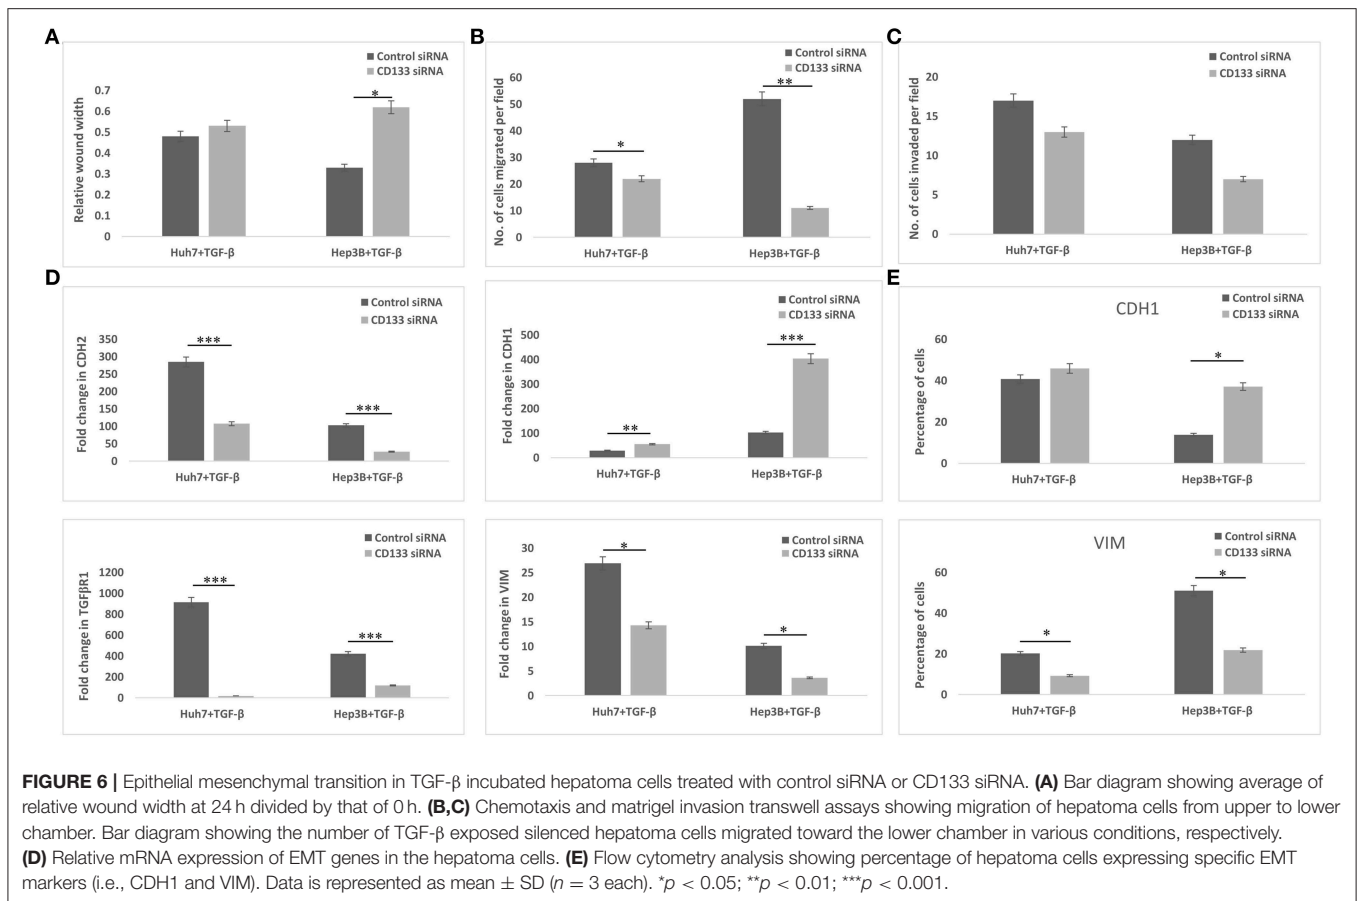 A
Control siRNA
CD133 siRNA
Relative wound width
0.7
0.6
0.5
0.4
0.3
0.2
0.1
0
*
Huh7+TGF-β
Hep3B+TGF-β
B
Control siRNA
CD133 siRNA
No. of cells migrated per field
60
50
40
30
20
10
0
*
**
Huh7+TGF-β
Hep3B+TGF-β
C
Control siRNA
CD133 siRNA
No. of cells invaded per field
20
15
10
5
0
Huh7+TGF-β
Hep3B+TGF-β
D
Control siRNA
CD133 siRNA
Fold change in CDH2
350
300
250
200
150
100
50
0
***
***
Huh7+TGF-β
Hep3B+TGF-β
Control siRNA
CD133 siRNA
Fold change in CDH1
500
400
300
200
100
0
**
***
Huh7+TGF-β
Hep3B+TGF-β
E
CDH1
Control siRNA
CD133 siRNA
Percentage of cells
60
40
20
0
*
Huh7+TGF-β
Hep3B+TGF-β
Control siRNA
CD133 siRNA
Fold change in TGFβR1
1200
1000
800
600
400
200
0
***
***
Huh7+TGF-β
Hep3B+TGF-β
Control siRNA
CD133 siRNA
Fold change in VIM
30
25
20
15
10
5
0
*
*
Huh7+TGF-β
Hep3B+TGF-β
VIM
Control siRNA
CD133 siRNA
Percentage of cells
60
40
20
0
*
*
Huh7+TGF-β
Hep3B+TGF-β
FIGURE 6 | Epithelial mesenchymal transition in TGF-β incubated hepatoma cells treated with control siRNA or CD133 siRNA. (A) Bar diagram showing average of
relative wound width at 24 h divided by that of 0 h. (B,C) Chemotaxis and matrigel invasion transwell assays showing migration of hepatoma cells from upper to lower
chamber. Bar diagram showing the number of TGF-β exposed silenced hepatoma cells migrated toward the lower chamber in various conditions, respectively.
(D) Relative mRNA expression of EMT genes in the hepatoma cells. (E) Flow cytometry analysis showing percentage of hepatoma cells expressing specific EMT
markers (i.e., CDH1 and VIM). Data is represented as mean ± SD (n = 3 each). *p < 0.05; **p < 0.01; ***p < 0.001.